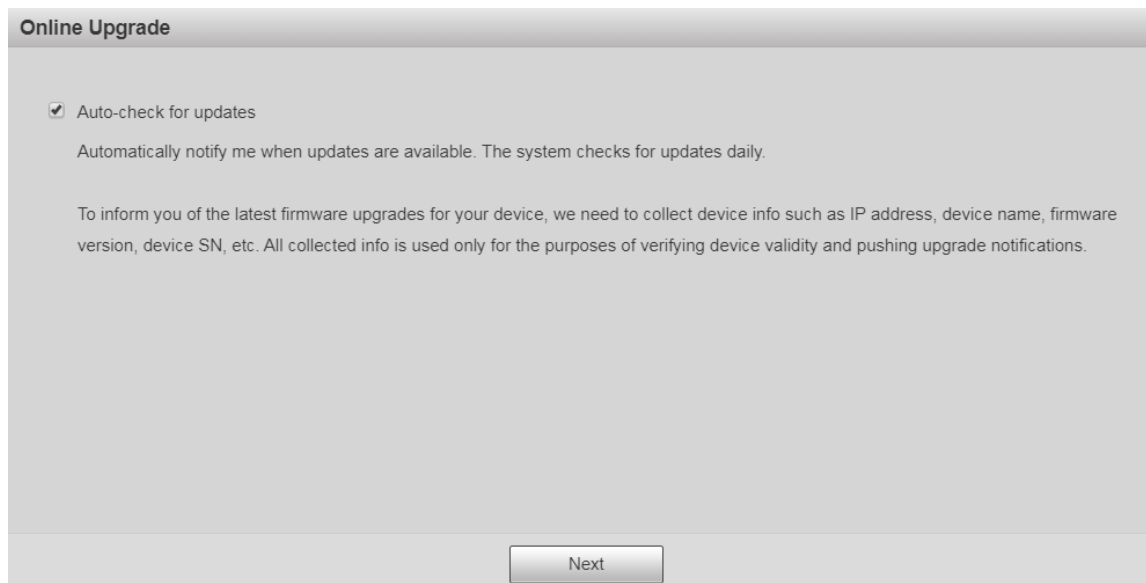 Online Upgrade
Auto-check for updates
Automatically notify me when updates are available. The system checks for updates daily.
To inform you of the latest firmware upgrades for your device, we need to collect device info such as IP address, device name, firmware
version, device SN, etc. All collected info is used only for the purposes of verifying device validity and pushing upgrade notifications.
Next